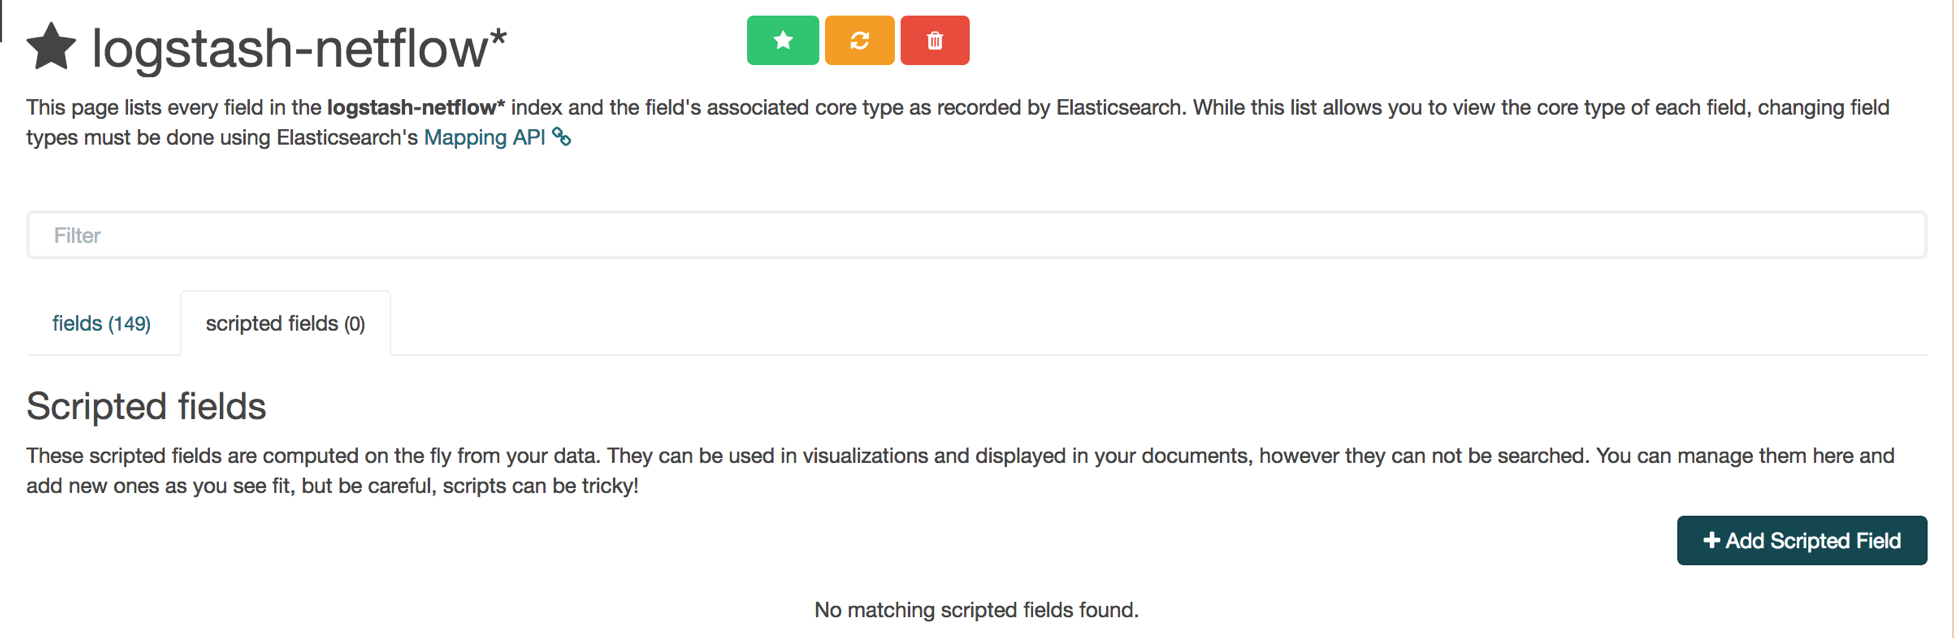 logstash-netflow*
This page lists every field in the logstash-netflow* index and the field's associated core type as recorded by Elasticsearch. While this list allows you to view the core type of each field, changing field
types must be done using Elasticsearch's Mapping API
Filter
fields (149)
scripted fields (0)
Scripted fields
These scripted fields are computed on the fly from your data. They can be used in visualizations and displayed in your documents, however they can not be searched. You can manage them here and
add new ones as you see fit, but be careful, scripts can be tricky!
Add Scripted Field
No matching scripted fields found.